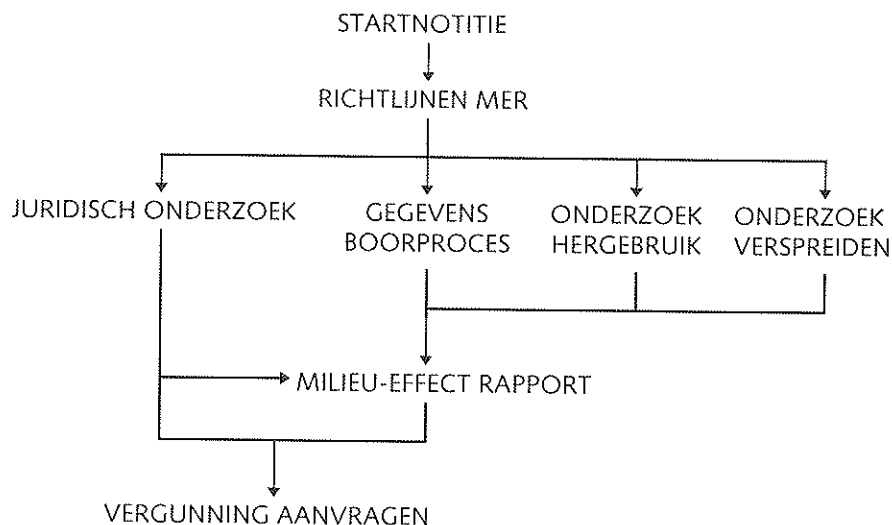 STARTNOTITIE
RICHTLIJNEN MER
JURIDISCH ONDERZOEK
GEGEVENS
BOORPROCES
ONDERZOEK
HERGEBRUIK
ONDERZOEK
VERSPREIDEN
MILIEU-EFFECT RAPPORT
VERGUNNING AANVRAGEN